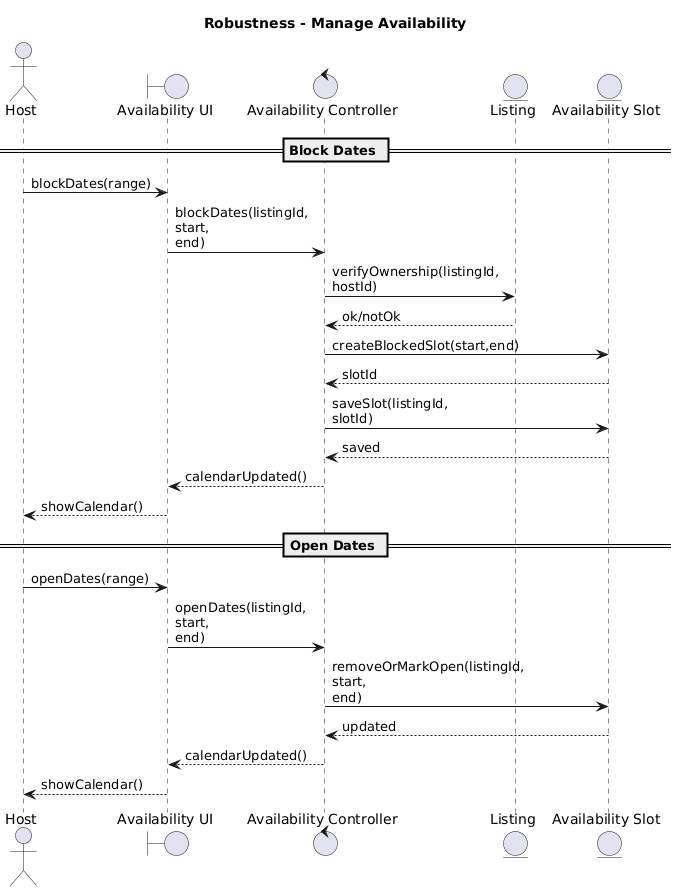 Robustness - Manage Availability
Host
Availability UI
Availability Controller
Listing
Availability Slot
Block Dates
blockDates(range)
blockDates(listingId,
start,
end)
verifyOwnership(listingId,
hostId)
ok/notOk
createBlockedSlot(start,end)
slotId
saveSlot(listingId,
slotId)
saved
calendarUpdated()
showCalendar()
Open Dates
openDates(range)
openDates(listingId,
start,
end)
removeOrMarkOpen(listingId,
start,
end)
updated
calendarUpdated()
showCalendar()
Host
Availability UI
Availability Controller
Listing
Availability Slot